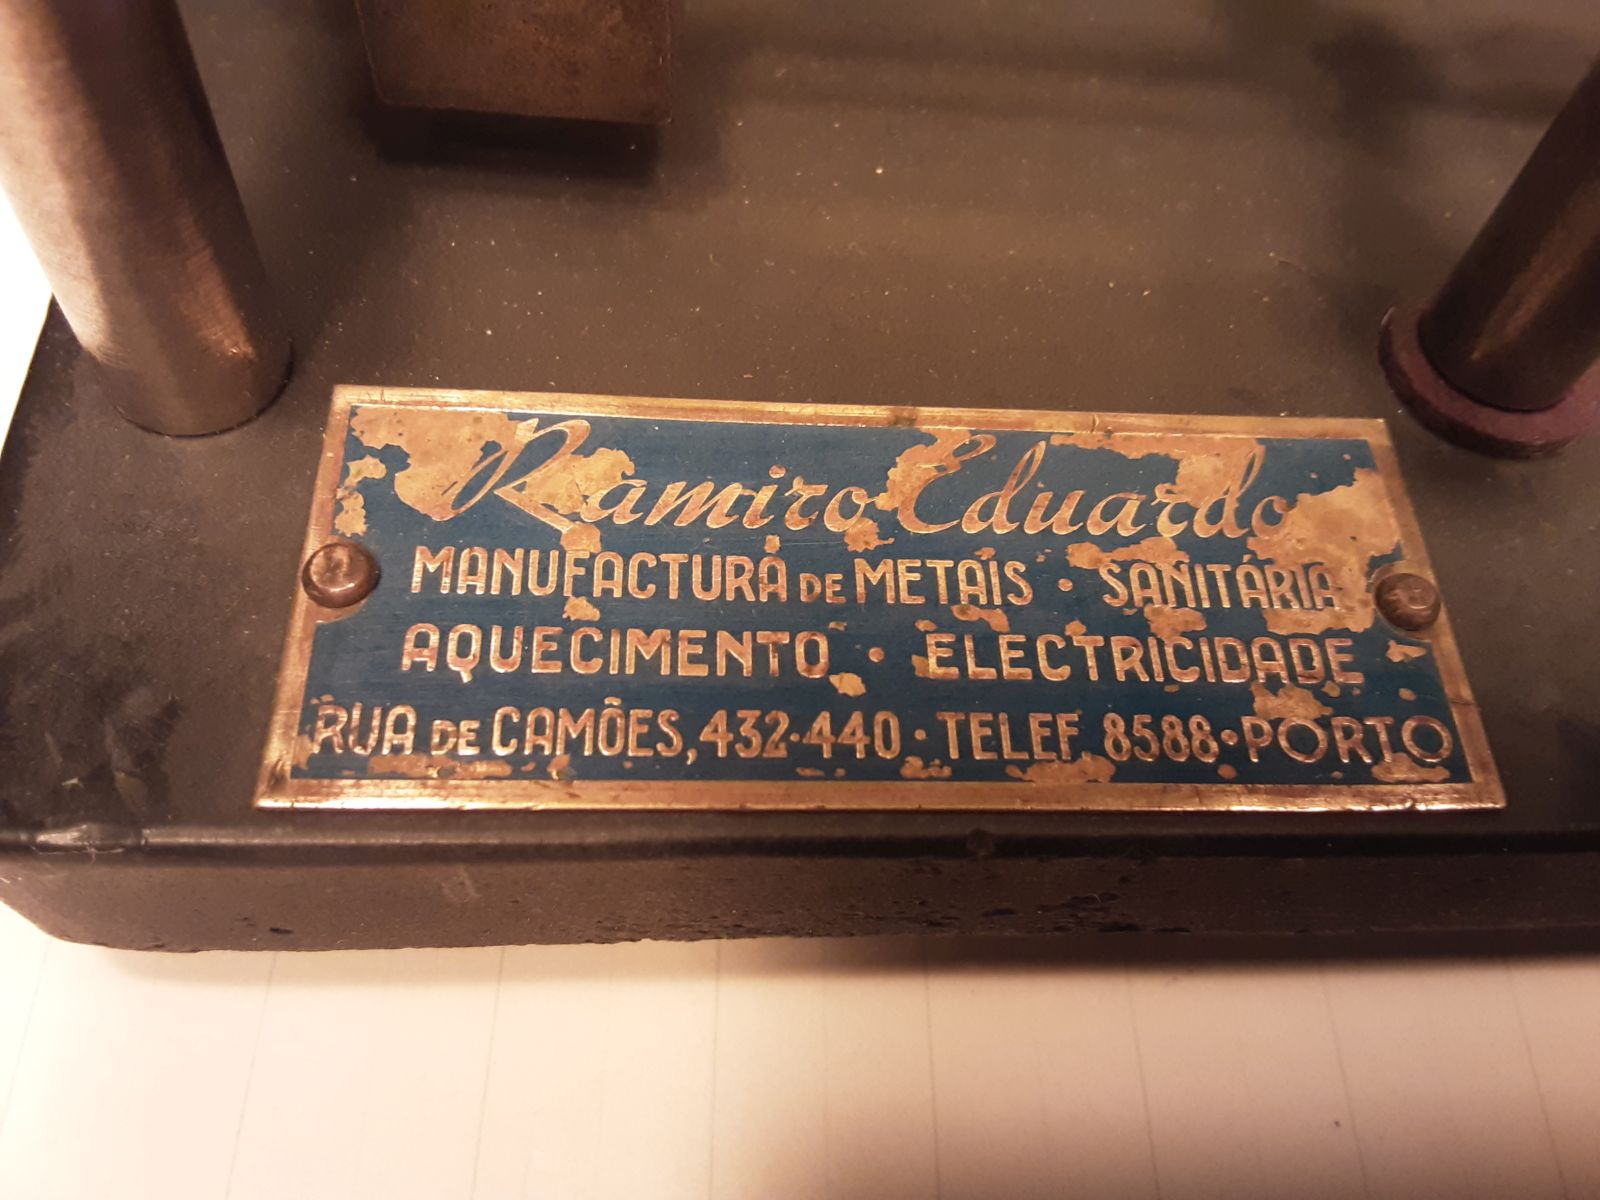 Ramiro Eduardo
MANUFACTURA DE METAIS · SANITÁRIA
AQUECIMENTO · ELECTRICIDADE
RUA DE CAMÕES, 432·440 · TELEF. 8588 · PORTO